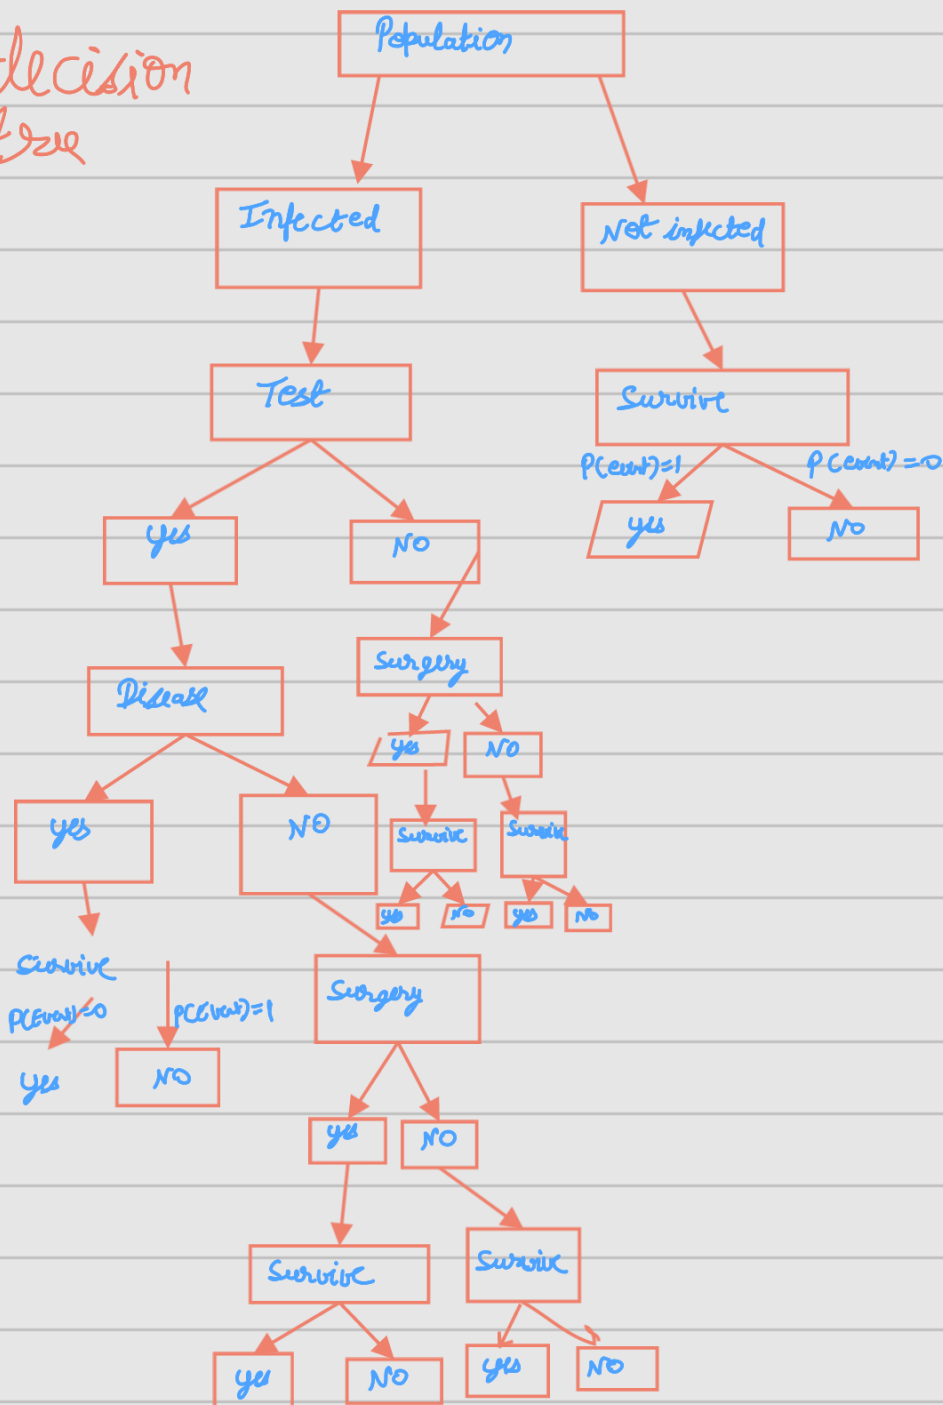 Decision
tree
Population
Infected
Not infected
Test
Survive
P(event)=1
P(event)=0
Yes
NO
yes
NO
Disease
Surgery
yes
NO
yes
NO
Survive
Survive
yes
No
yes
No
Survive
Surgery
P(Event)=0
P(Event)=1
Yes
NO
yes
NO
Survive
Survive
yes
NO
yes
NO